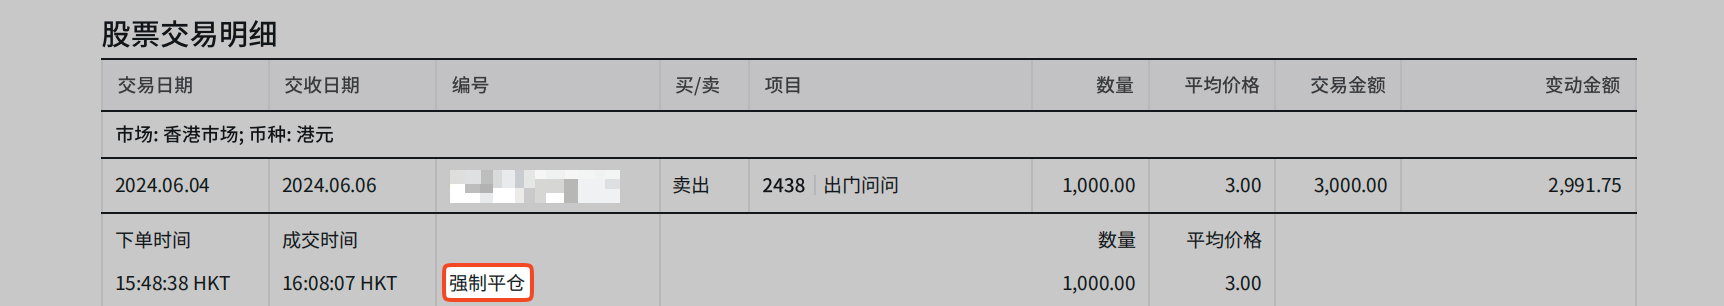 股票交易明细
交易日期 交收日期 编号 买/卖 项目 数量 平均价格 交易金额 变动金额
市场: 香港市场; 币种: 港元
2024.06.04 2024.06.06 卖出 2438 出门问问 1,000.00 3.00 3,000.00 2,991.75
下单时间 成交时间 数量 平均价格
15:48:38 HKT 16:08:07 HKT 强制平仓 1,000.00 3.00